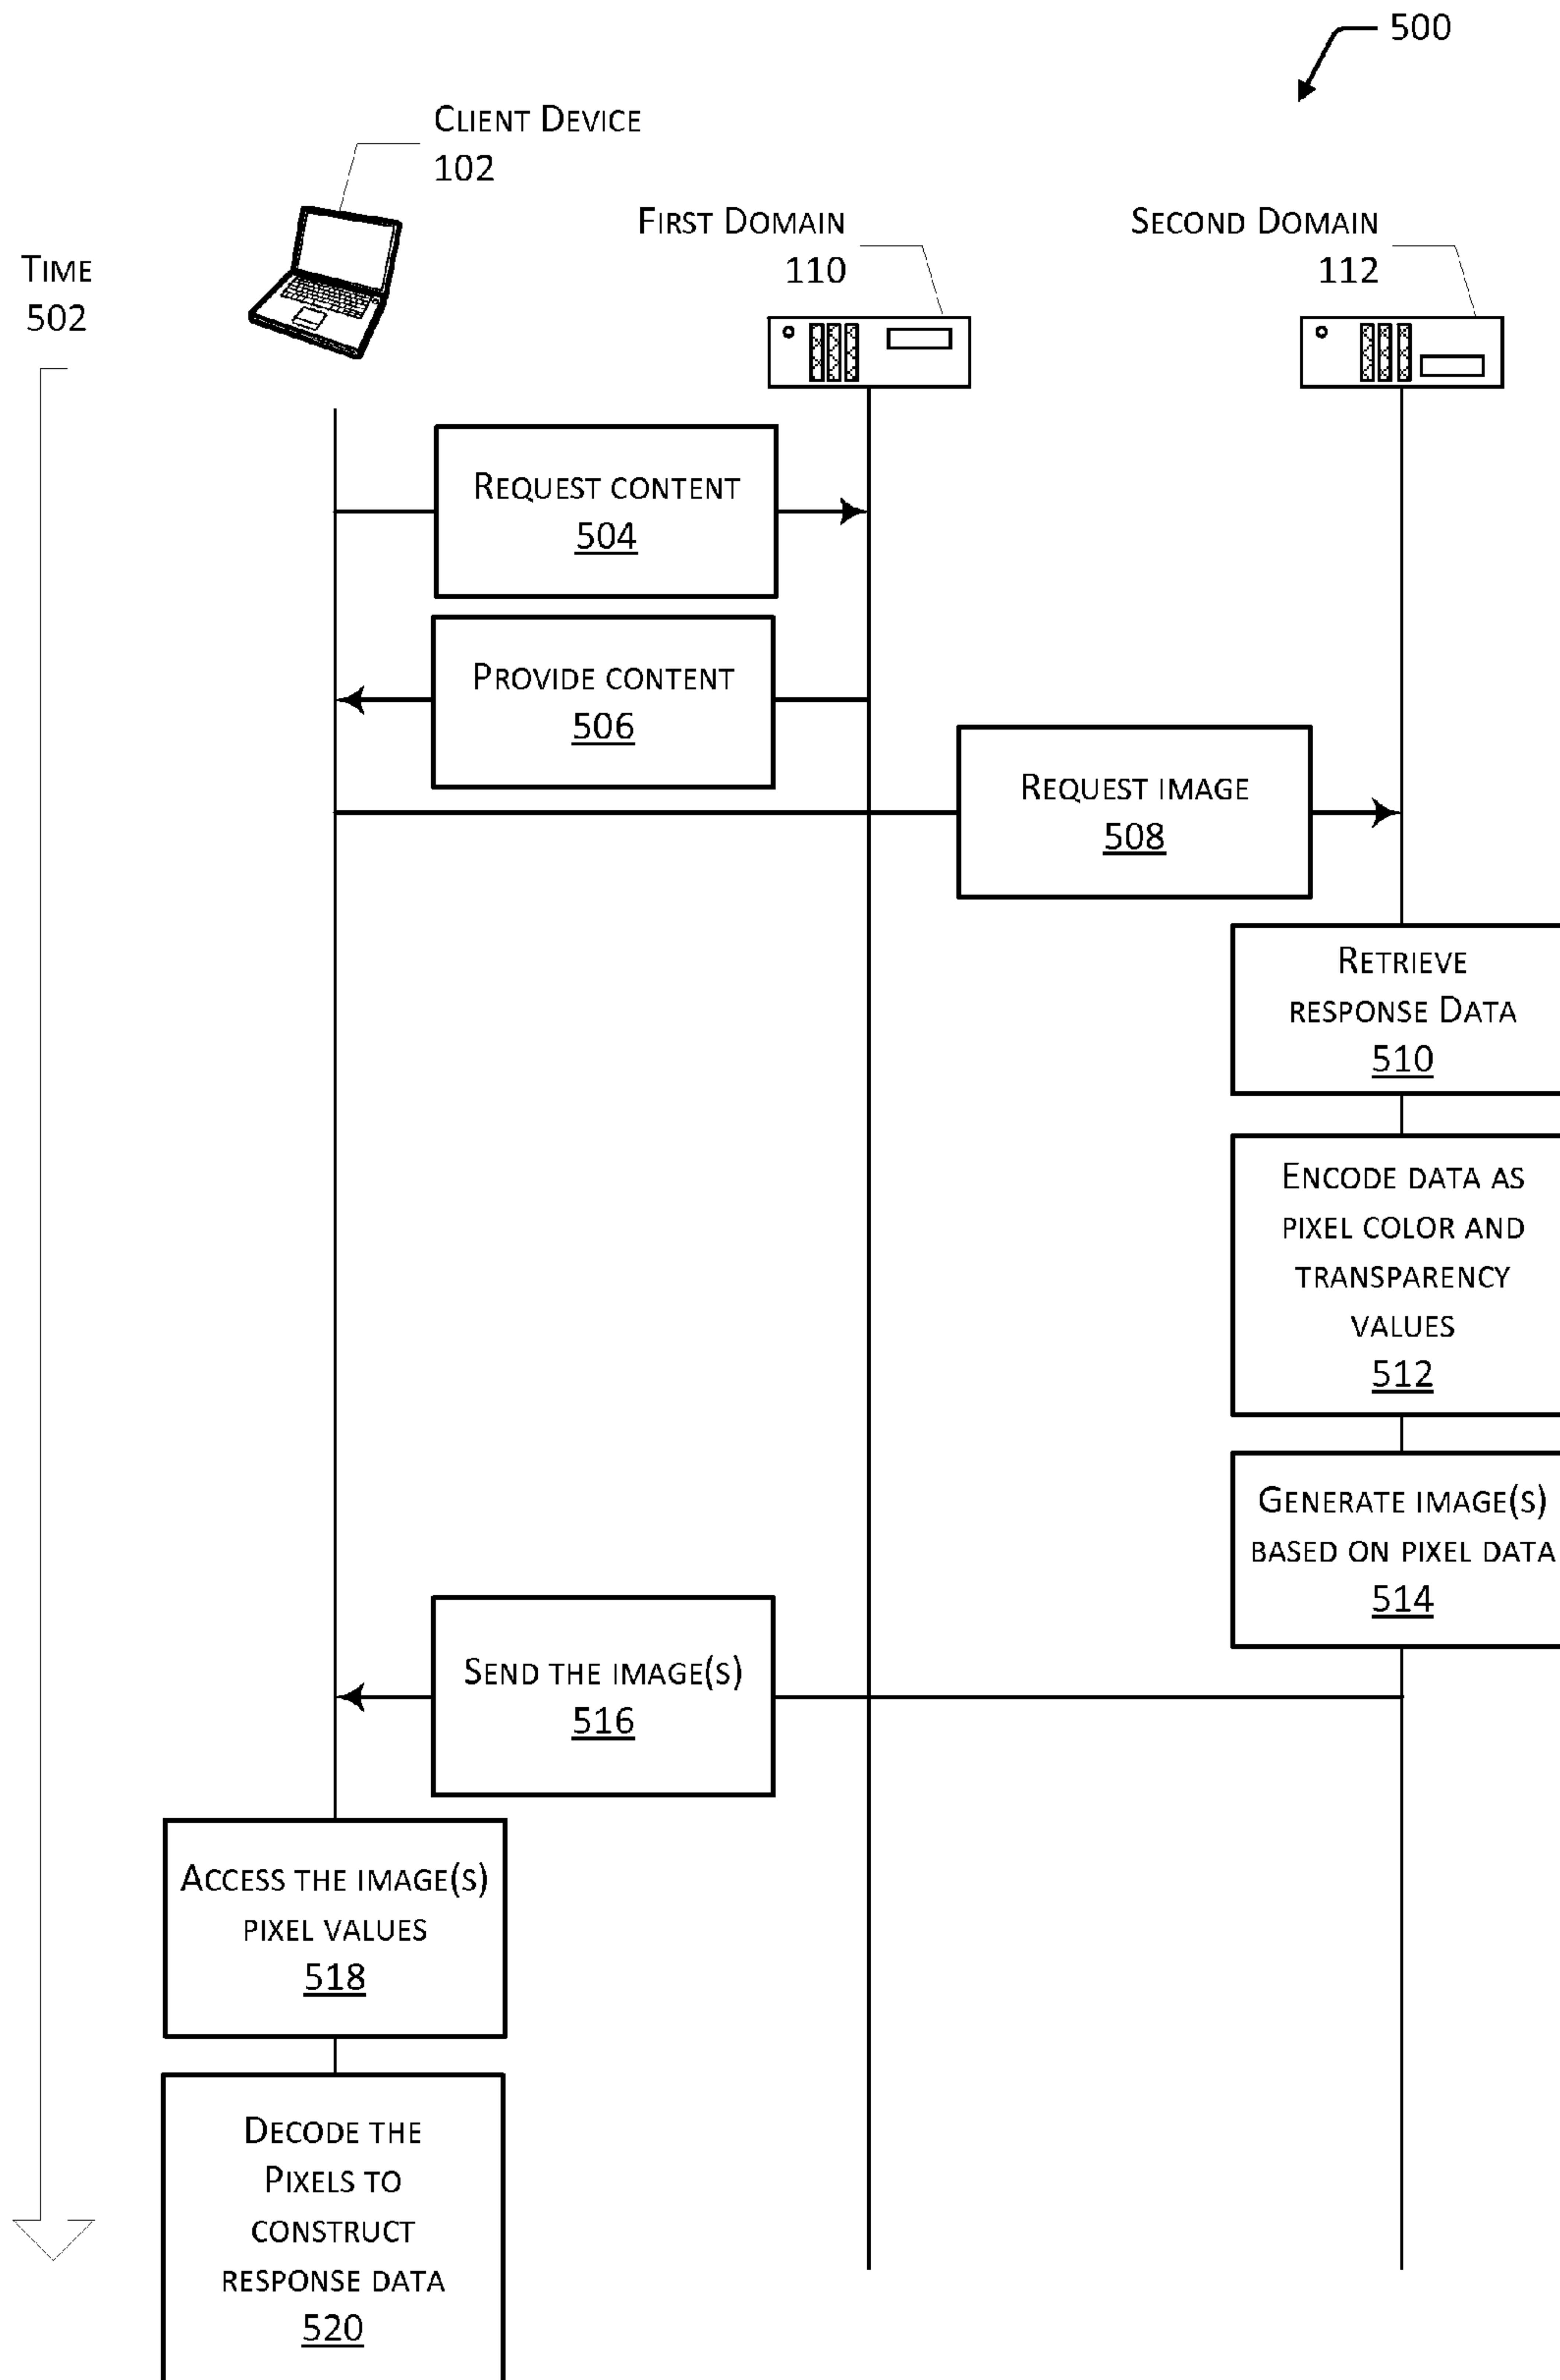 500
Client Device
102
First Domain
110
Second Domain
112
Time
502
Request content
504
Provide content
506
Request image
508
Retrieve
response Data
510
Encode data as
pixel color and
transparency
values
512
Generate image(s)
based on pixel data
514
Send the image(s)
516
Access the image(s)
pixel values
518
Decode the
Pixels to
construct
response data
520